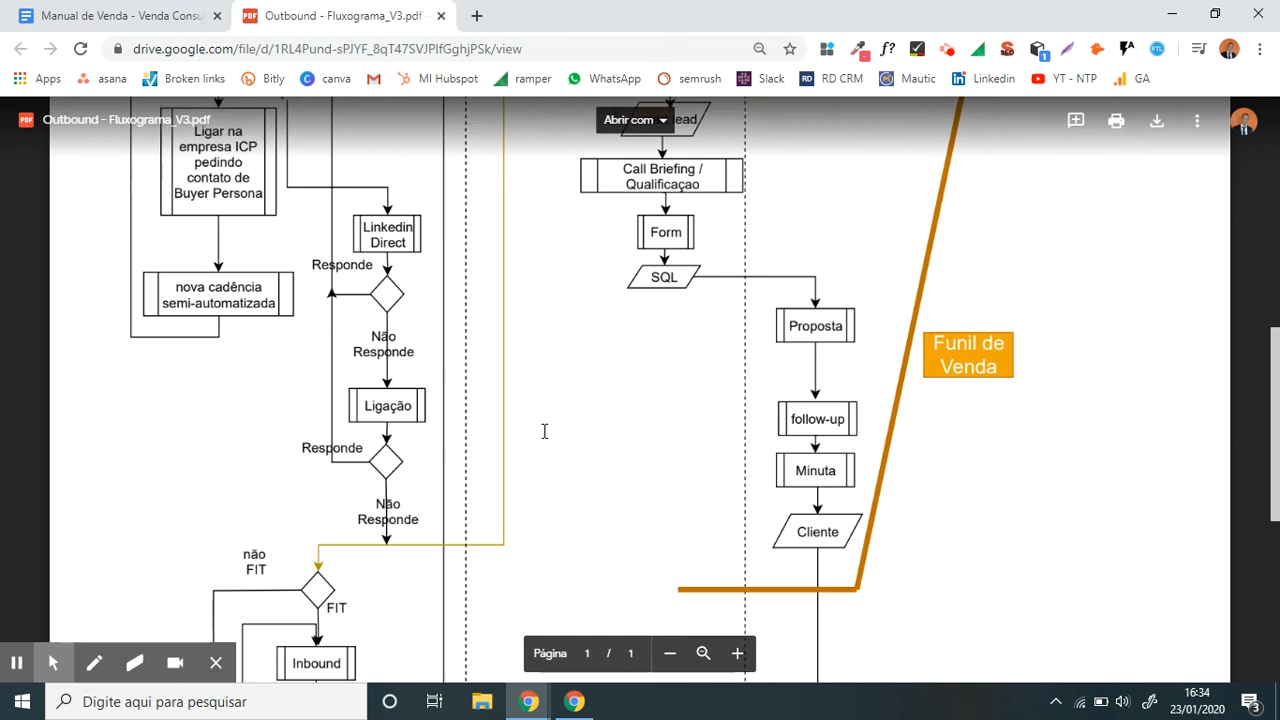 Manual de Venda - Venda Consu
Outbound - Fluxograma_V3.pdf -
drive.google.com/file/d/1RL4Pund-sPJYF_8qT47SVJPlfGghjPSk/view
Apps
asana
Broken links
Bitly
canva
MI Hubspot
ramper
WhatsApp
semrush
Slack
RD CRM
Mautic
Linkedin
YT - NTP
GA
Outbound - Fluxograma_V3.pdf
Abrir com
ead
Ligar na
empresa ICP
pedindo
contato de
Buyer Persona
nova cadência
semi-automatizada
Linkedin
Direct
Responde
Não
Responde
Ligação
Responde
Não
Responde
não
FIT
FIT
Inbound
Call Briefing /
Qualificaçao
Form
SQL
Proposta
follow-up
Minuta
Cliente
Funil de
Venda
Página 1 / 1
Digite aqui para pesquisar
16:34
23/01/2020
3